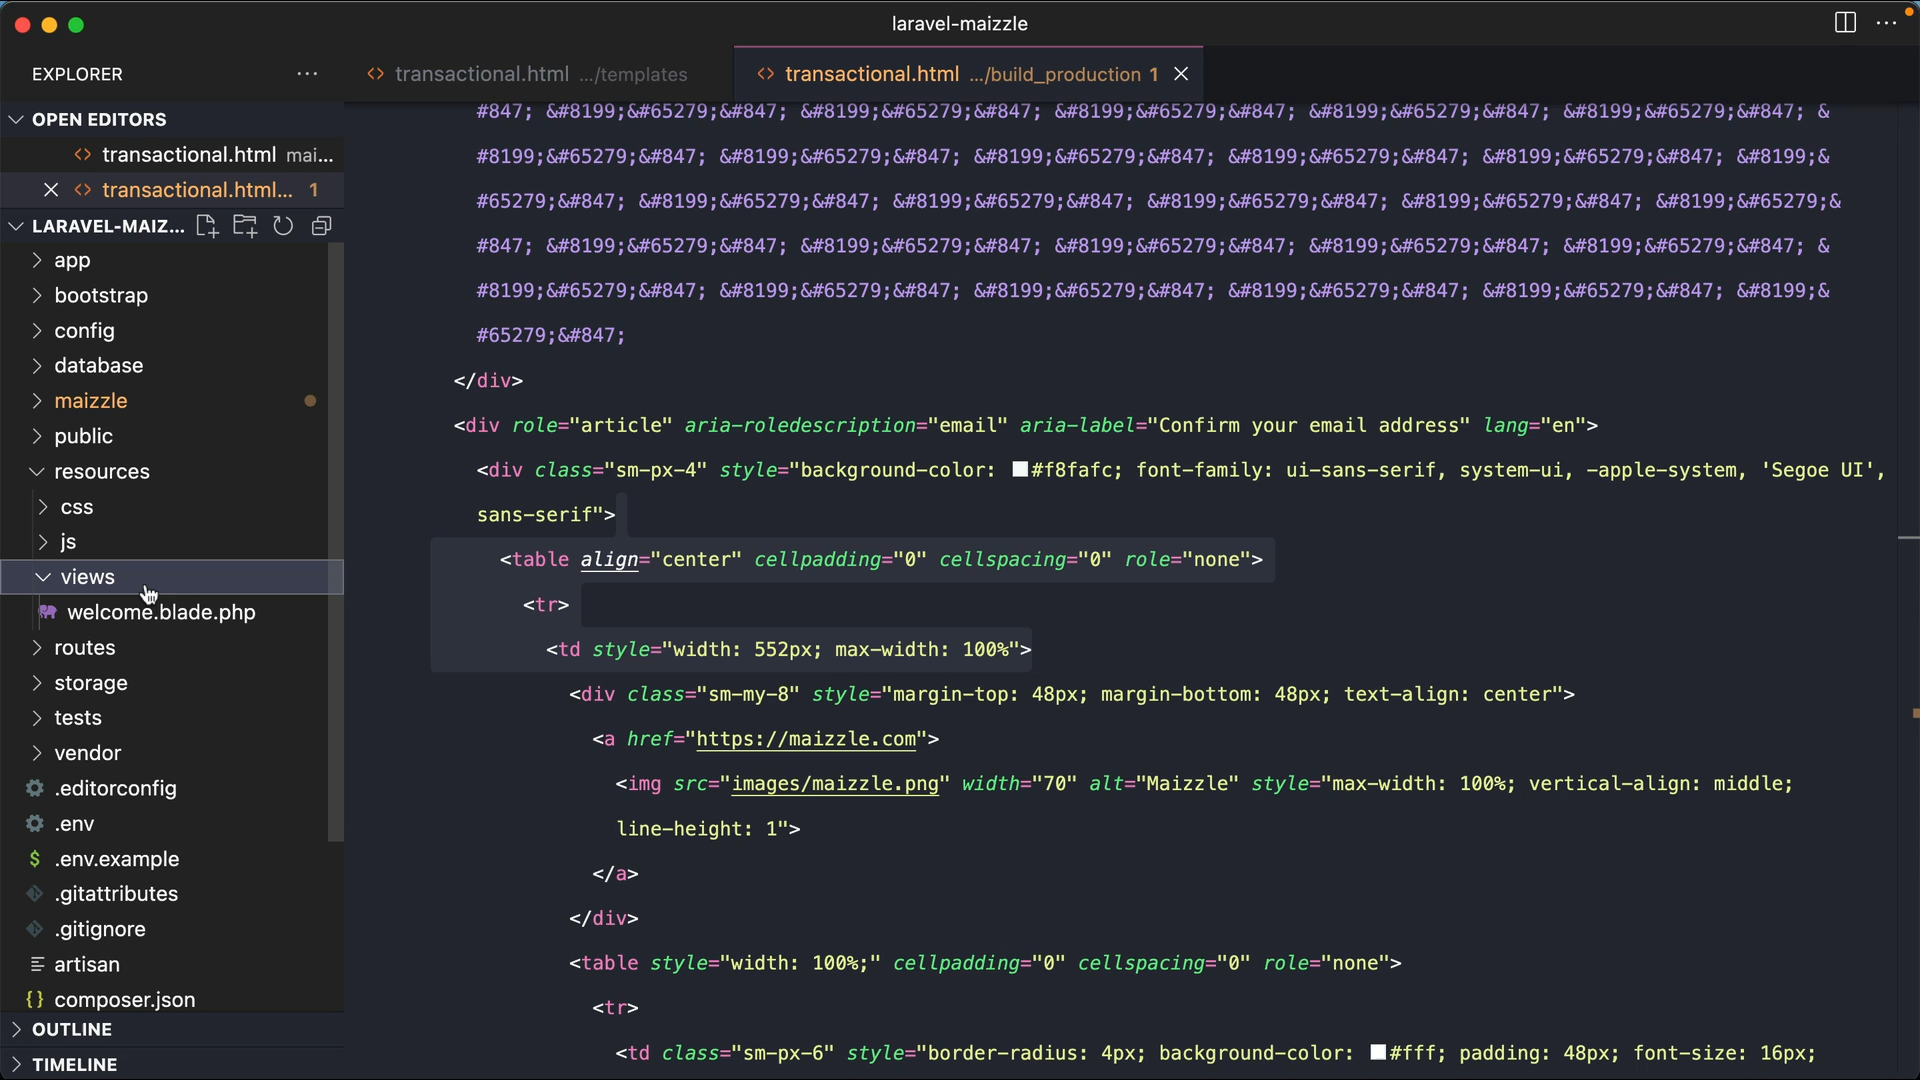 laravel-maizzle
EXPLORER
transactional.html .../templates
transactional.html .../build_production 1
OPEN EDITORS
transactional.html mai...
transactional.html... 1
LARAVEL-MAIZ...
app
bootstrap
config
database
maizzle
public
resources
css
js
views
welcome.blade.php
routes
storage
tests
vendor
.editorconfig
.env
$ .env.example
.gitattributes
.gitignore
artisan
{} composer.json
OUTLINE
TIMELINE
#847; &#8199;&#65279;&#847; &#8199;&#65279;&#847; &#8199;&#65279;&#847; &#8199;&#65279;&#847; &#8199;&#65279;&#847; &
#8199;&#65279;&#847; &#8199;&#65279;&#847; &#8199;&#65279;&#847; &#8199;&#65279;&#847; &#8199;&#65279;&#847; &#8199;&
#65279;&#847; &#8199;&#65279;&#847; &#8199;&#65279;&#847; &#8199;&#65279;&#847; &#8199;&#65279;&#847; &#8199;&#65279;&
#847; &#8199;&#65279;&#847; &#8199;&#65279;&#847; &#8199;&#65279;&#847; &#8199;&#65279;&#847; &#8199;&#65279;&#847; &
#8199;&#65279;&#847; &#8199;&#65279;&#847; &#8199;&#65279;&#847; &#8199;&#65279;&#847; &#8199;&#65279;&#847; &#8199;&
#65279;&#847;
</div>
<div role="article" aria-roledescription="email" aria-label="Confirm your email address" lang="en">
<div class="sm-px-4" style="background-color: #f8fafc; font-family: ui-sans-serif, system-ui, -apple-system, 'Segoe UI',
sans-serif">
<table align="center" cellpadding="0" cellspacing="0" role="none">
<tr>
<td style="width: 552px; max-width: 100%">
<div class="sm-my-8" style="margin-top: 48px; margin-bottom: 48px; text-align: center">
<a href="https://maizzle.com">
<img src="images/maizzle.png" width="70" alt="Maizzle" style="max-width: 100%; vertical-align: middle;
line-height: 1">
</a>
</div>
<table style="width: 100%;" cellpadding="0" cellspacing="0" role="none">
<tr>
<td class="sm-px-6" style="border-radius: 4px; background-color: #fff; padding: 48px; font-size: 16px;